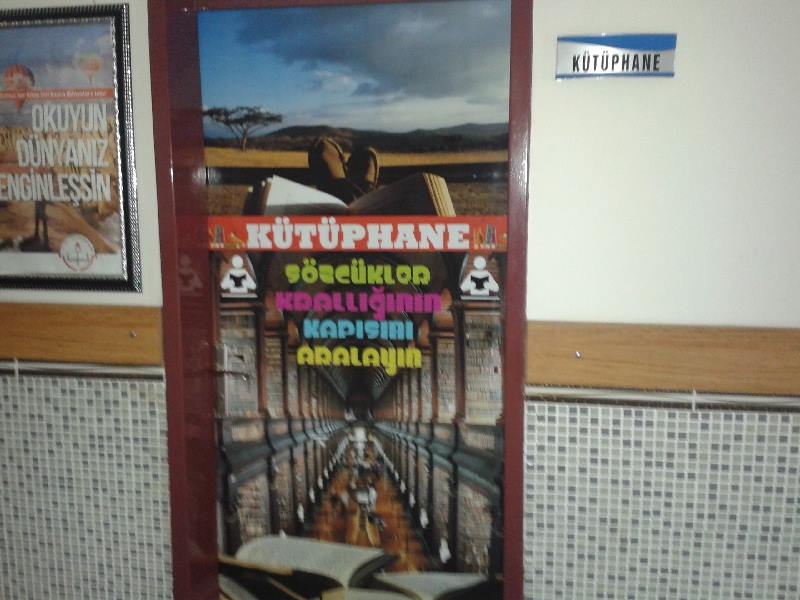 OKUYUN
DÜNYANIZ
ENGİNLEŞSİN
KÜTÜPHANE
SÖZCÜKLER
KRALLIĞININ
KAPISINI
ARALAYIN
KÜTÜPHANE